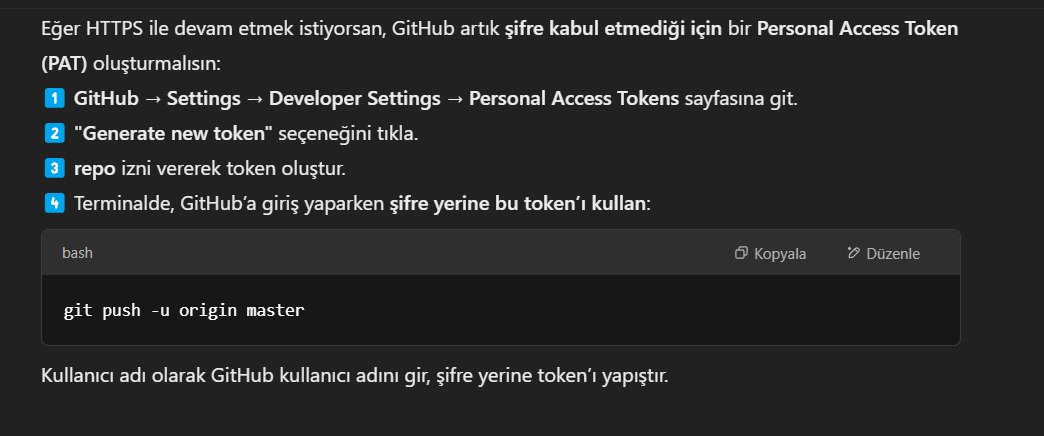 Eğer HTTPS ile devam etmek istiyorsan, GitHub artık şifre kabul etmediği için bir Personal Access Token
(PAT) oluşturmalısın:
1 GitHub → Settings → Developer Settings → Personal Access Tokens sayfasına git.
2 "Generate new token" seçeneğini tıkla.
3 repo izni vererek token oluştur.
4 Terminalde, GitHub’a giriş yaparken şifre yerine bu token’ı kullan:
bash Kopyala Düzenle
git push -u origin master
Kullanıcı adı olarak GitHub kullanıcı adını gir, şifre yerine token’ı yapıştır.